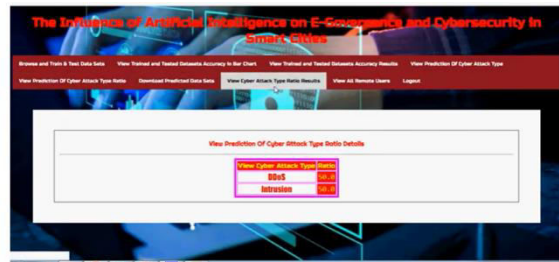 The Influence of Artificial Intelligence on E-Governance and Cybersecurity in
Smart Cities
Browse and Train & Test Data Sets View Trained and Tested Datasets Accuracy in Bar Chart View Trained and Tested Datasets Accuracy Results View Prediction Of Cyber Attack Type
View Prediction Of Cyber Attack Type Ratio Download Predicted Data Sets View Cyber Attack Type Ratio Results View All Remote Users Logout
View Prediction Of Cyber Attack Type Ratio Details
View Cyber Attack Type Ratio
DDoS 50.0
Intrusion 50.0